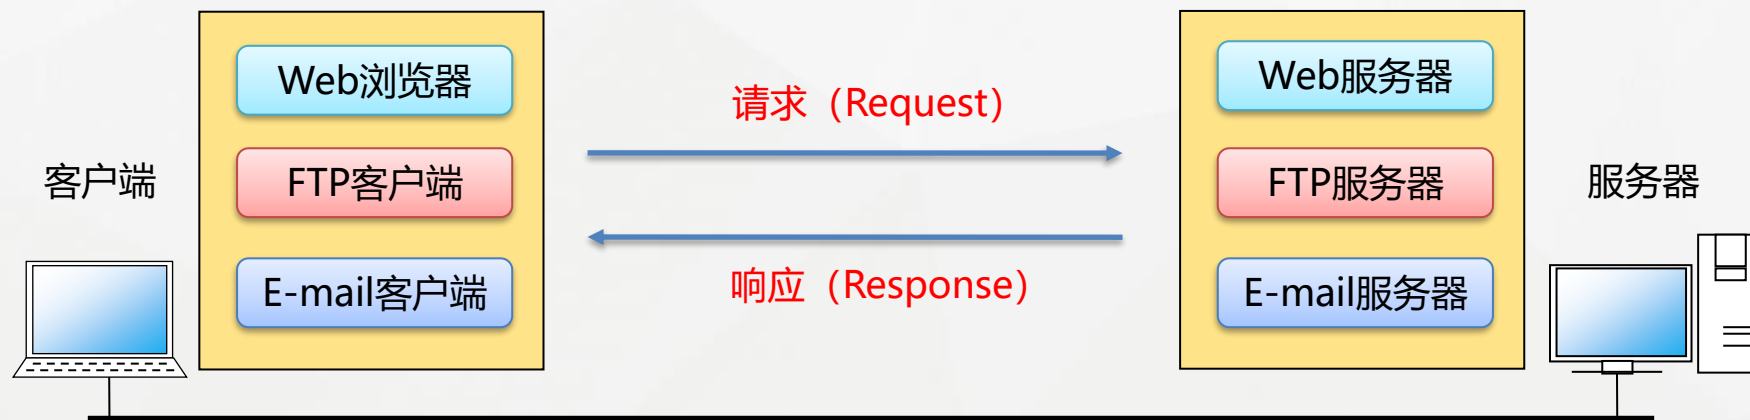 客户端
Web浏览器
FTP客户端
E-mail客户端
请求（Request）
响应（Response）
Web服务器
FTP服务器
E-mail服务器
服务器